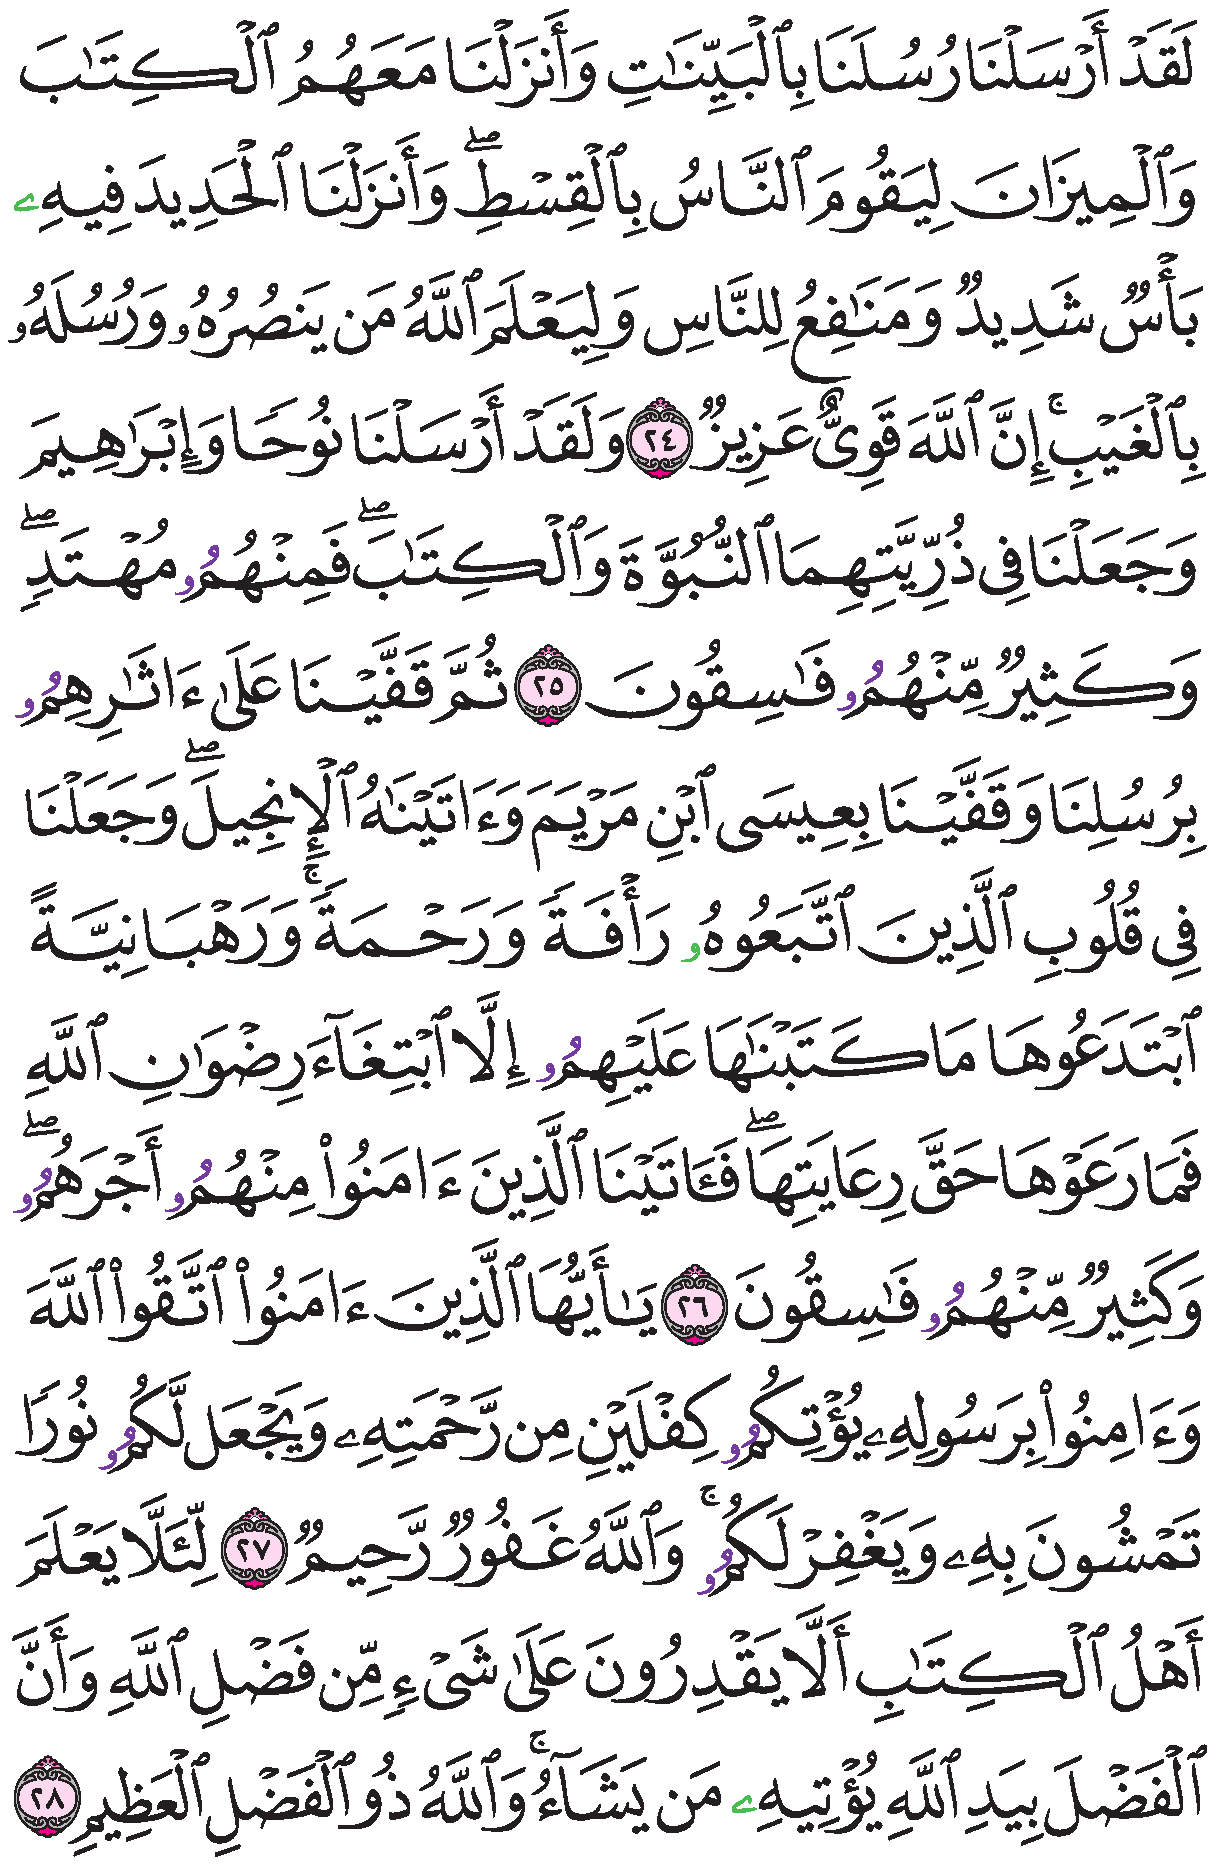 لَقَدۡ أَرۡسَلۡنَا رُسُلَنَا بِٱلۡبَيِّنَٰتِ وَأَنزَلۡنَا مَعَهُمُ ٱلۡكِتَٰبَ
وَٱلۡمِيزَانَ لِيَقُومَ ٱلنَّاسُ بِٱلۡقِسۡطِۖ وَأَنزَلۡنَا ٱلۡحَدِيدَ فِيهِۦ
بَأۡسٞ شَدِيدٞ وَمَنَٰفِعُ لِلنَّاسِ وَلِيَعۡلَمَ ٱللَّهُ مَن يَنصُرُهُۥ وَرُسُلَهُۥ
بِٱلۡغَيۡبِۚ إِنَّ ٱللَّهَ قَوِيٌّ عَزِيزٞ ٢٤ وَلَقَدۡ أَرۡسَلۡنَا نُوحٗا وَإِبۡرَٰهِيمَ
وَجَعَلۡنَا فِي ذُرِّيَّتِهِمَا ٱلنُّبُوَّةَ وَٱلۡكِتَٰبَۖ فَمِنۡهُمُۥ مُهۡتَدٖۖ
وَكَثِيرٞ مِّنۡهُمُۥ فَٰسِقُونَ ٢٥ ثُمَّ قَفَّيۡنَا عَلَىٰ ءَاثَٰرِهِمُۥ
بِرُسُلِنَا وَقَفَّيۡنَا بِعِيسَى ٱبۡنِ مَرۡيَمَ وَءَاتَيۡنَٰهُ ٱلۡإِنجِيلَۖ وَجَعَلۡنَا
فِي قُلُوبِ ٱلَّذِينَ ٱتَّبَعُوهُۥ رَأۡفَةٗ وَرَحۡمَةٗۚ وَرَهۡبَانِيَّةً
ٱبۡتَدَعُوهَا مَا كَتَبۡنَٰهَا عَلَيۡهِمُۥ إِلَّا ٱبۡتِغَآءَ رِضۡوَٰنِ ٱللَّهِ
فَمَا رَعَوۡهَا حَقَّ رِعَايَتِهَاۖ فَـَٔاتَيۡنَا ٱلَّذِينَ ءَامَنُواْ مِنۡهُمُۥ أَجۡرَهُمُۥۖ
وَكَثِيرٞ مِّنۡهُمُۥ فَٰسِقُونَ ٢٦ يَٰٓأَيُّهَا ٱلَّذِينَ ءَامَنُواْ ٱتَّقُواْ ٱللَّهَ
وَءَامِنُواْ بِرَسُولِهِۦ يُؤۡتِكُمُۥ كِفۡلَيۡنِ مِن رَّحۡمَتِهِۦ وَيَجۡعَل لَّكُمُۥ نُورٗا
تَمۡشُونَ بِهِۦ وَيَغۡفِرۡ لَكُمُۥۚ وَٱللَّهُ غَفُورٞ رَّحِيمٞ ٢٧ لِّئَلَّا يَعۡلَمَ
أَهۡلُ ٱلۡكِتَٰبِ أَلَّا يَقۡدِرُونَ عَلَىٰ شَيۡءٖ مِّن فَضۡلِ ٱللَّهِ وَأَنَّ
ٱلۡفَضۡلَ بِيَدِ ٱللَّهِ يُؤۡتِيهِۦ مَن يَشَآءُۚ وَٱللَّهُ ذُو ٱلۡفَضۡلِ ٱلۡعَظِيمِ ٢٨